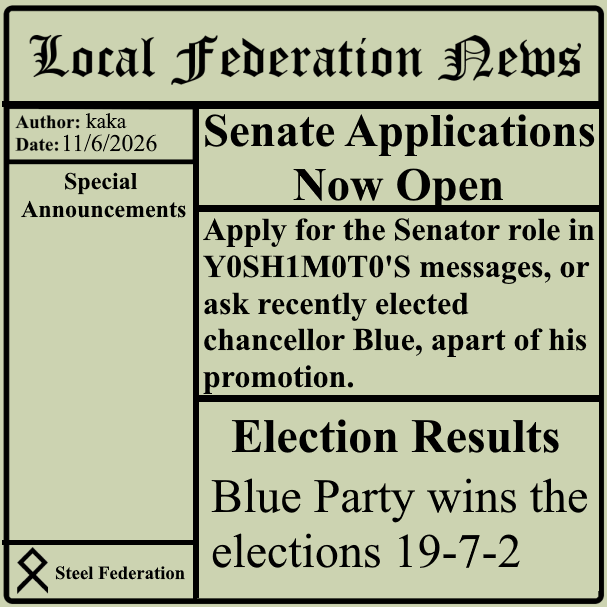 Local Federation News
Author: kaka
Date: 11/6/2026
Special
Announcements
Steel Federation
Senate Applications
Now Open
Apply for the Senator role in
Y0SH1M0T0'S messages, or
ask recently elected
chancellor Blue, apart of his
promotion.
Election Results
Blue Party wins the
elections 19-7-2